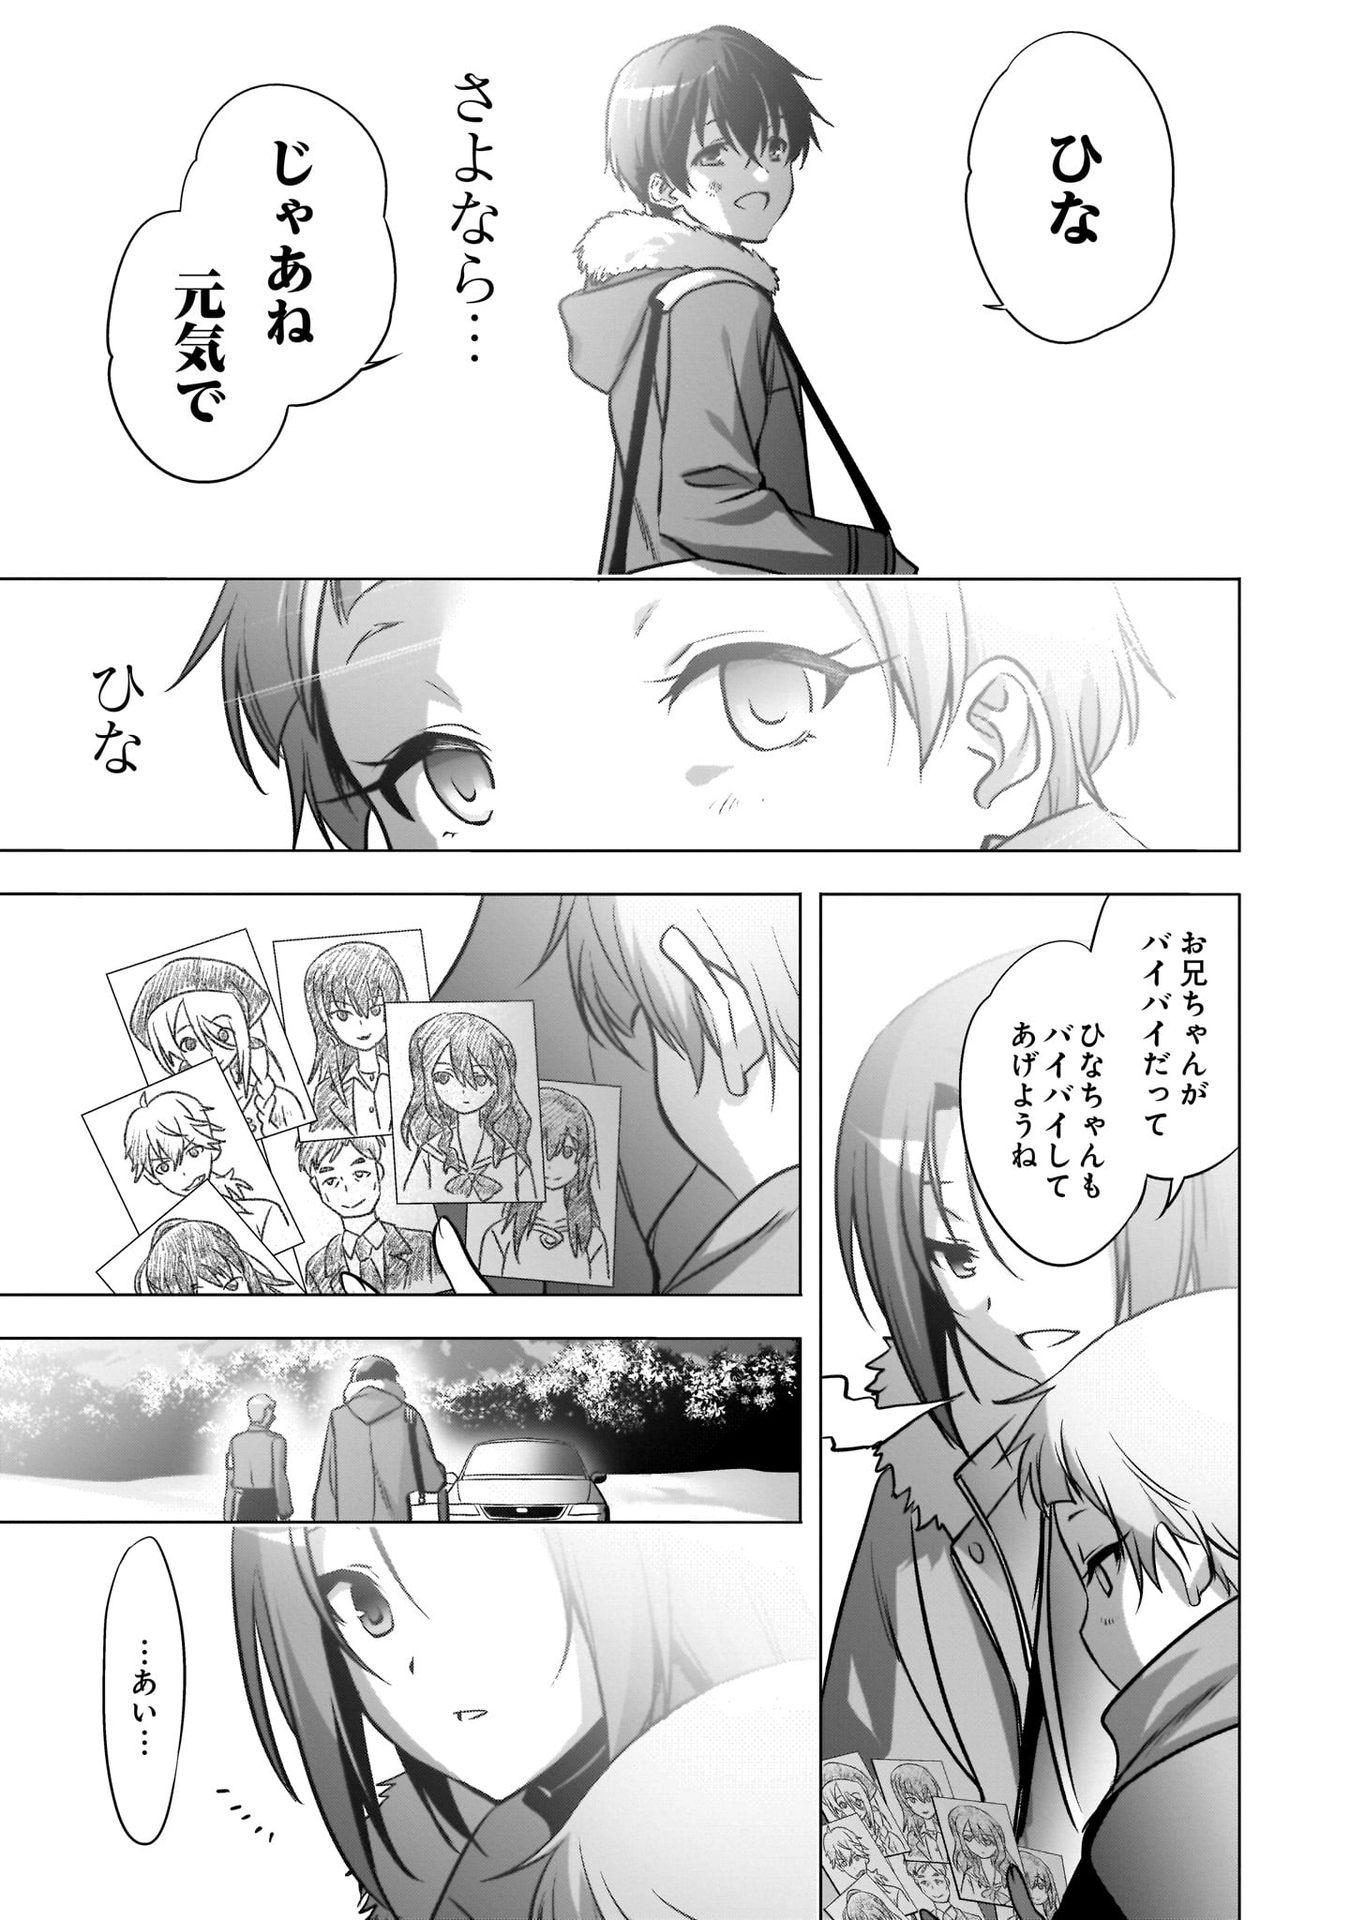 ひな
さよなら…
じゃあね
元気で
ひな
お兄ちゃんが
バイバイだって
ひなちゃんも
バイバイして
あげようね
…あい…